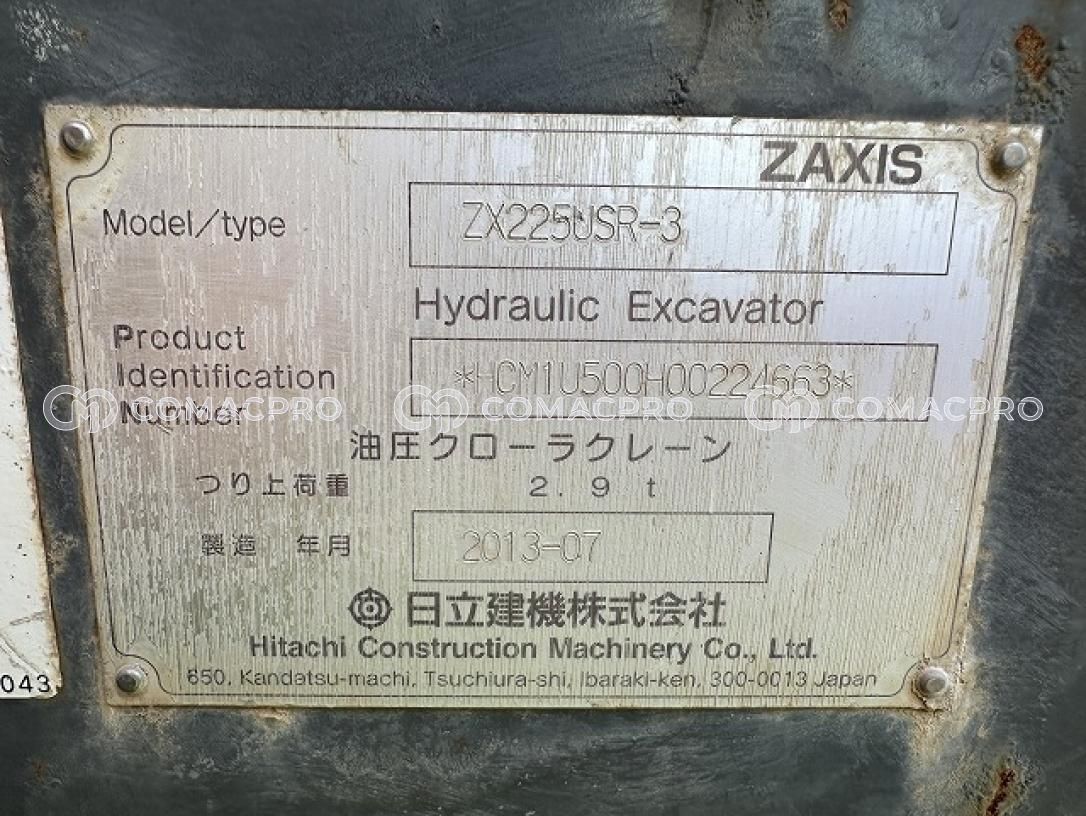 ZAXIS
Model/type ZX225USR-3
Hydraulic Excavator
Product
Identification
Number
*HCM1U500H00224663*
COMACPRO COMACPRO COMACPRO
油圧クローラクレーン
つり上荷重 2.9 t
製造 年月 2013-07
日立建機株式会社
Hitachi Construction Machinery Co., Ltd.
650, Kandatsu-machi, Tsuchiura-shi, Ibaraki-ken, 300-0013 Japan
043